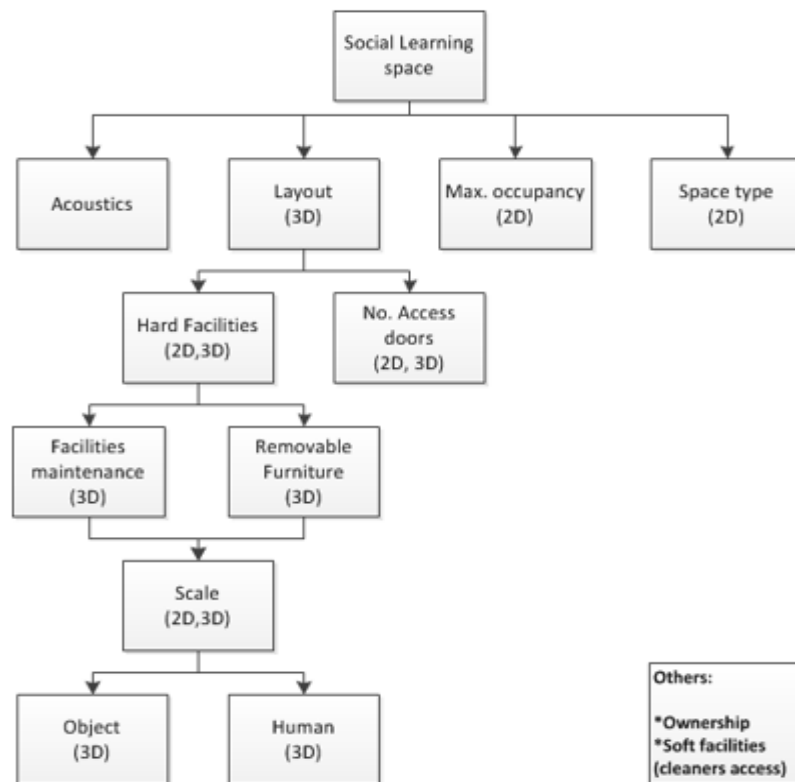 Social Learning
space
Acoustics
Layout
(3D)
Max. occupancy
(2D)
Space type
(2D)
Hard Facilities
(2D,3D)
No. Access
doors
(2D, 3D)
Facilities
maintenance
(3D)
Removable
Furniture
(3D)
Scale
(2D,3D)
Object
(3D)
Human
(3D)
Others:
*Ownership
*Soft facilities
(cleaners access)